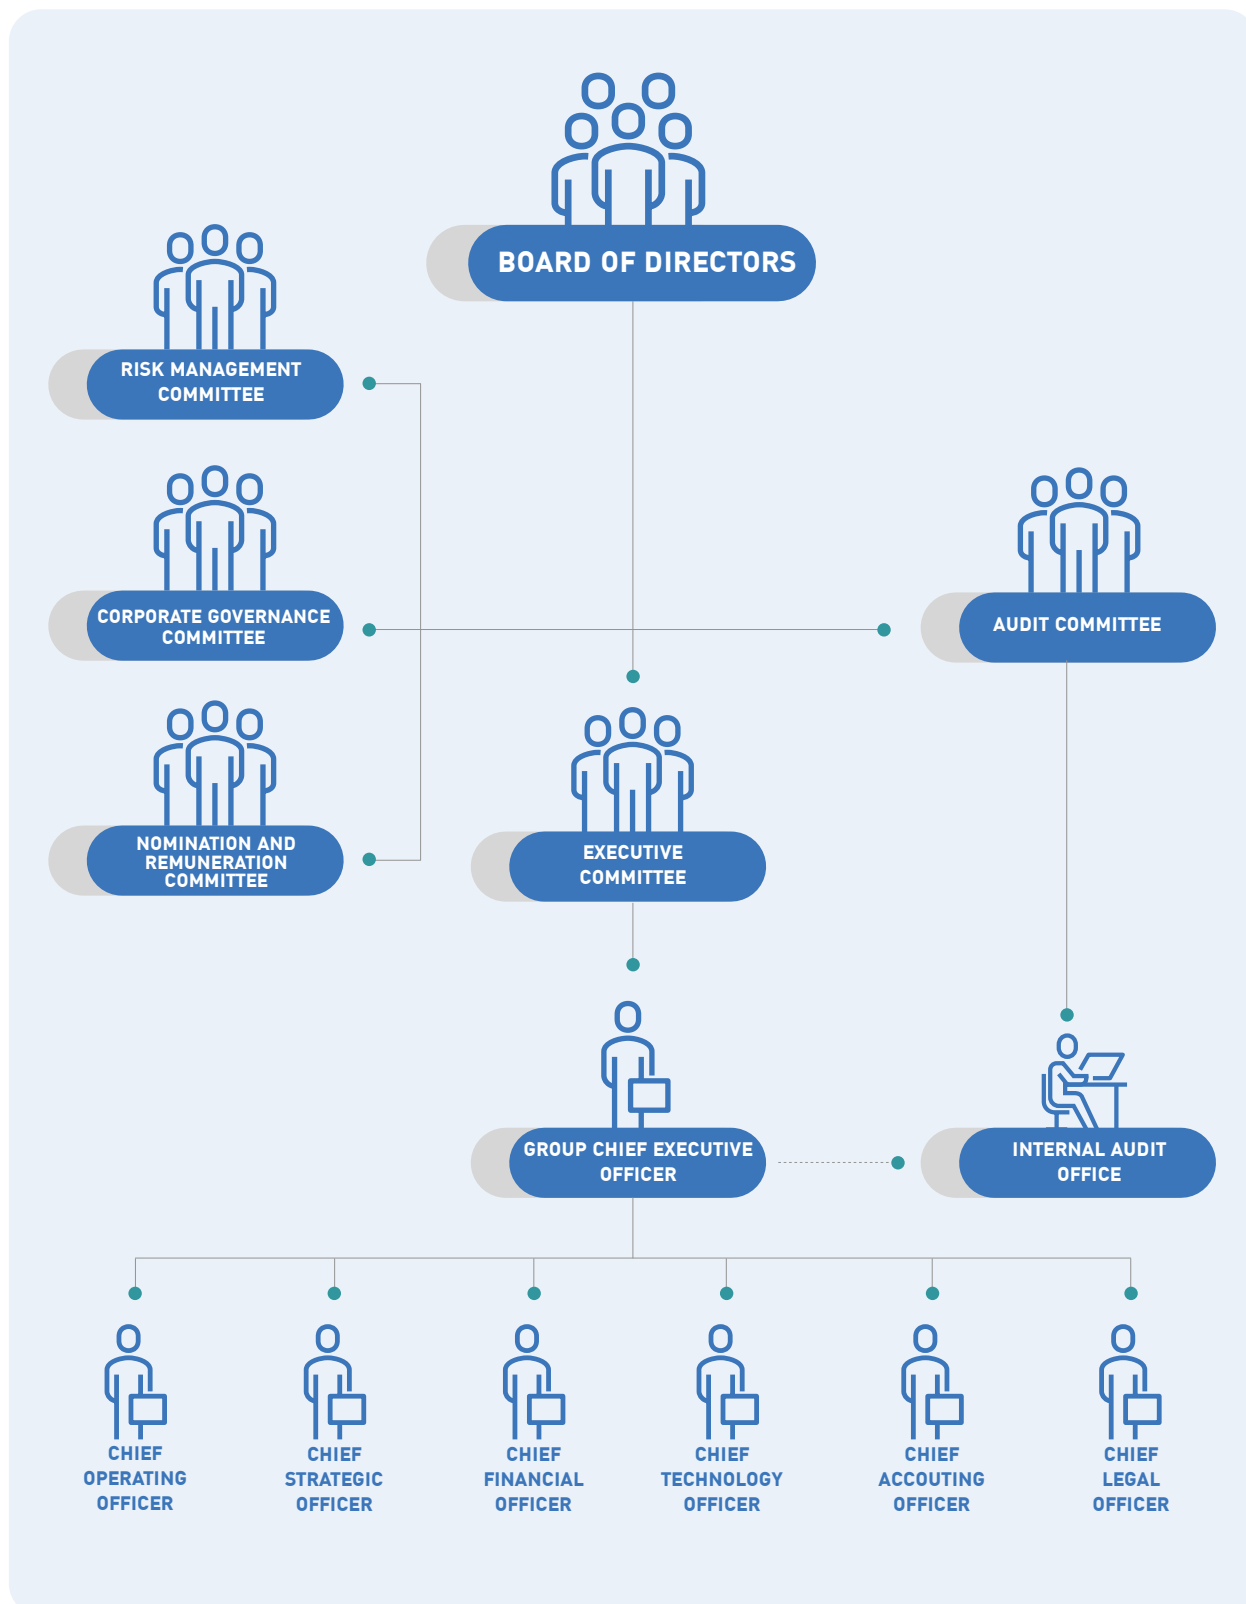 BOARD OF DIRECTORS
RISK MANAGEMENT
COMMITTEE
CORPORATE GOVERNANCE
COMMITTEE
AUDIT COMMITTEE
NOMINATION AND
REMUNERATION
COMMITTEE
EXECUTIVE
COMMITTEE
GROUP CHIEF EXECUTIVE
OFFICER
INTERNAL AUDIT
OFFICE
CHIEF
OPERATING
OFFICER
CHIEF
STRATEGIC
OFFICER
CHIEF
FINANCIAL
OFFICER
CHIEF
TECHNOLOGY
OFFICER
CHIEF
ACCOUTING
OFFICER
CHIEF
LEGAL
OFFICER